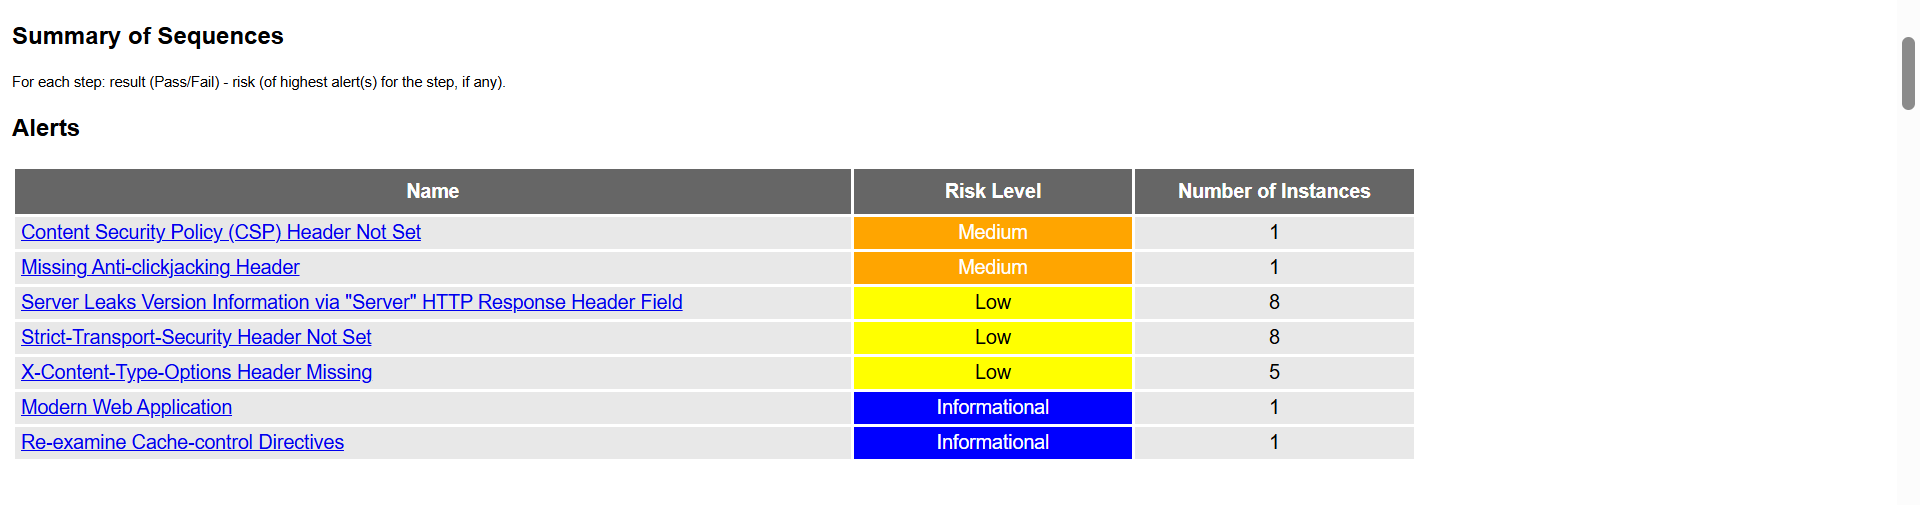 Summary of Sequences
For each step: result (Pass/Fail) - risk (of highest alert(s) for the step, if any).
Alerts
Name Risk Level Number of Instances
Content Security Policy (CSP) Header Not Set Medium 1
Missing Anti-clickjacking Header Medium 1
Server Leaks Version Information via "Server" HTTP Response Header Field Low 8
Strict-Transport-Security Header Not Set Low 8
X-Content-Type-Options Header Missing Low 5
Modern Web Application Informational 1
Re-examine Cache-control Directives Informational 1